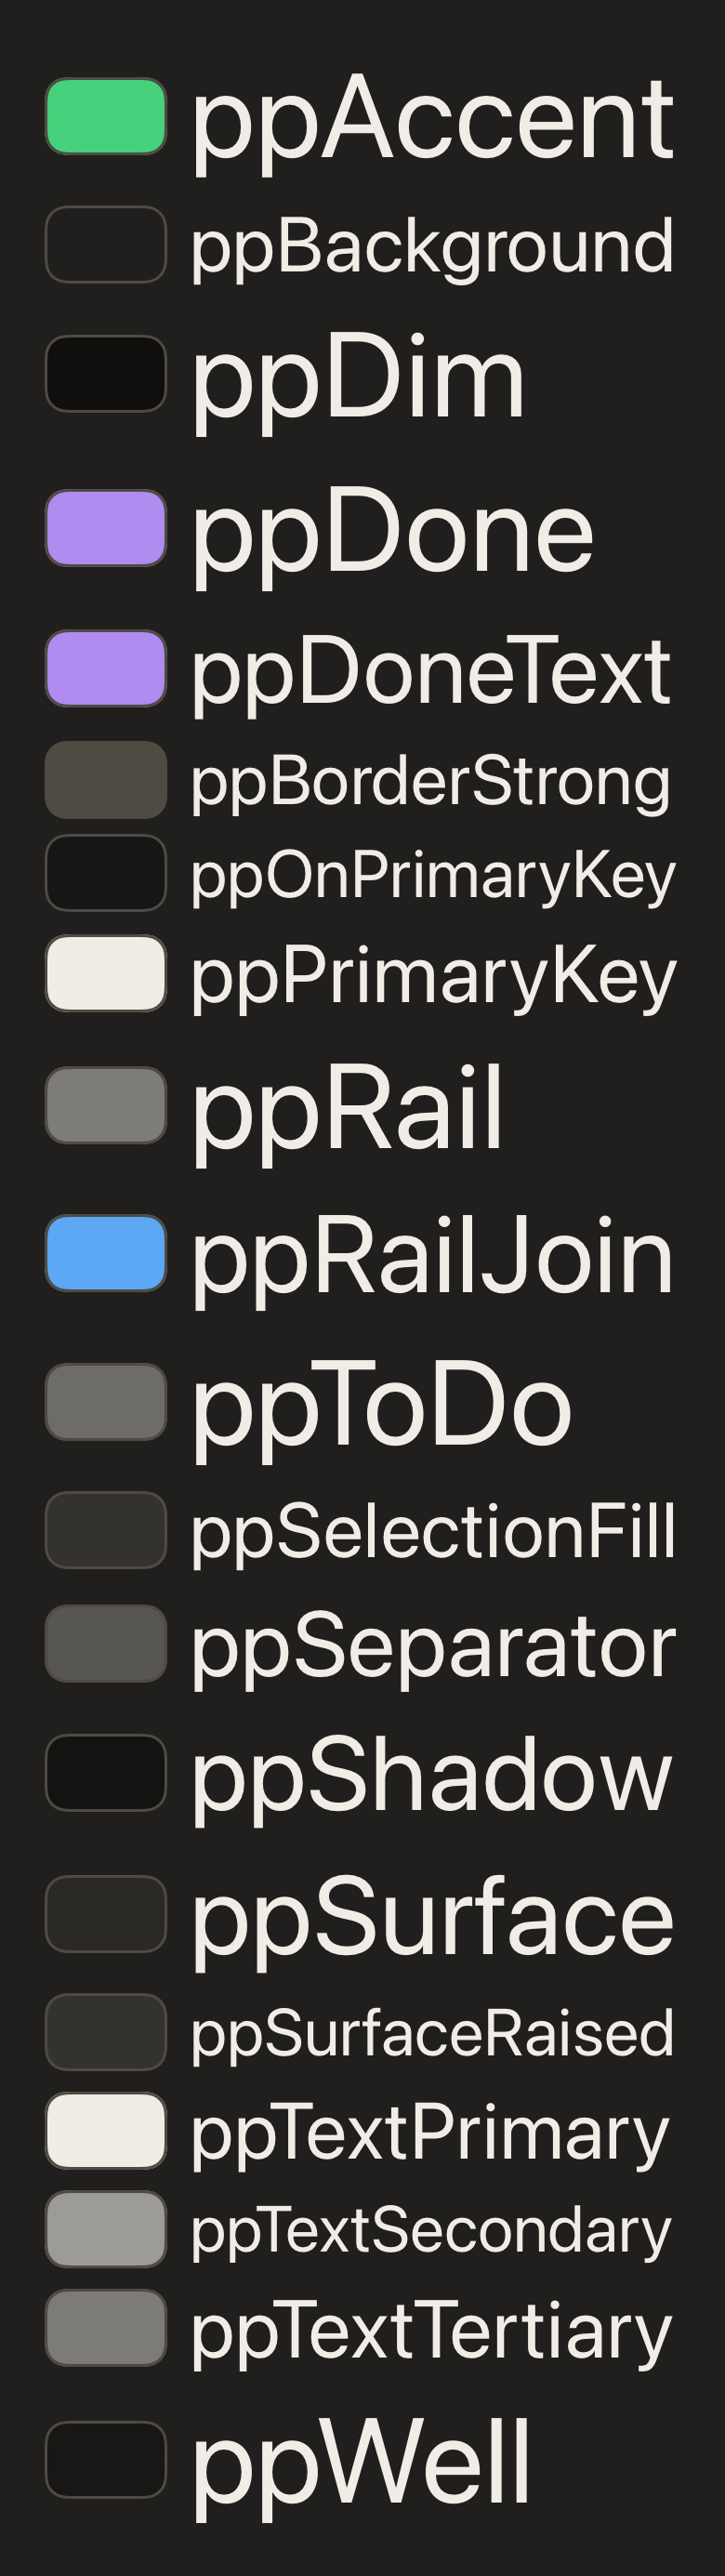 ppAccent
ppBackground
ppDim
ppDone
ppDoneText
ppBorderStrong
ppOnPrimaryKey
ppPrimaryKey
ppRail
ppRailJoin
ppToDo
ppSelectionFill
ppSeparator
ppShadow
ppSurface
ppSurfaceRaised
ppTextPrimary
ppTextSecondary
ppTextTertiary
ppWell